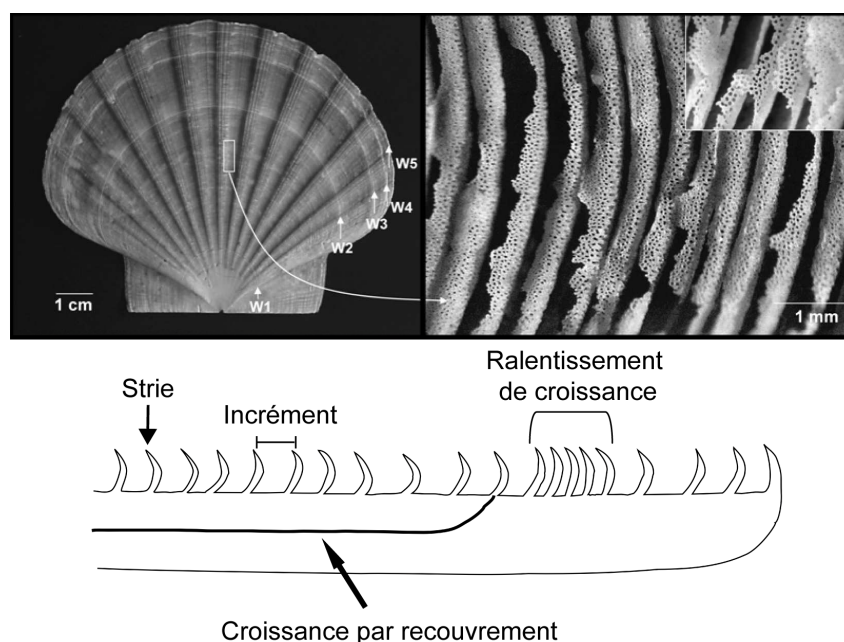 W5
W4
W3
W2
W1
1 cm
1 mm
Ralentissement
de croissance
Strie
Incrément
Croissance par recouvrement